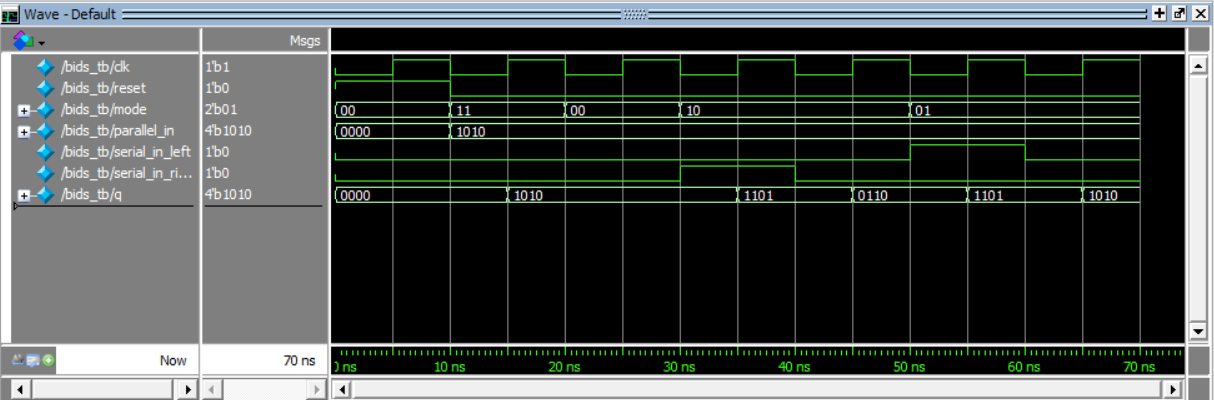 Wave - Default
Msgs
/bids_tb/clk 1'b1
/bids_tb/reset 1'b0
/bids_tb/mode 2'b01 00 11 00 10 01
/bids_tb/parallel_in 4'b1010 0000 1010
/bids_tb/serial_in_left 1'b0
/bids_tb/serial_in_ri... 1'b0
/bids_tb/q 4'b1010 0000 1010 1101 0110 1101 1010
Now 70 ns ns 10 ns 20 ns 30 ns 40 ns 50 ns 60 ns 70 ns